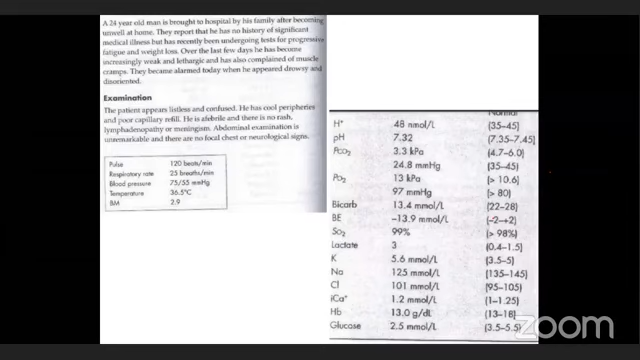 A 24 year old man is brought to hospital by his family after becoming
unwell at home. They report that he has no history of significant
medical illness but has recently been undergoing tests for progressive
fatigue and weight loss. Over the last few days he has become
increasingly weak and lethargic and has also complained of muscle
cramps. They became alarmed today when he appeared drowsy and
disoriented.
Examination
The patient appears listless and confused. He has cool peripheries
and poor capillary refill. He is afebrile and there is no rash,
lymphadenopathy or meningism. Abdominal examination is
unremarkable and there are no focal chest or neurological signs.
Pulse 120 beats/min
Respiratory rate 25 breaths/min
Blood pressure 75/55 mmHg
Temperature 36.5°C
BM 2.9
Normal
H⁺ 48 nmol/L (35–45)
pH 7.32 (7.35–7.45)
Pco₂ 3.3 kPa (4.7–6.0)
24.8 mmHg (35–45)
Po₂ 13 kPa (> 10.6)
97 mmHg (> 80)
Bicarb 13.4 mmol/L (22–28)
BE –13.9 mmol/L (-2–+2)
So₂ 99% (> 98%)
Lactate 3 (0.4–1.5)
K 5.6 mmol/L (3.5–5)
Na 125 mmol/L (135–145)
Cl 101 mmol/L (95–105)
iCa⁺ 1.2 mmol/L (1–1.25)
Hb 13.0 g/dL (13–18)
Glucose 2.5 mmol/L (3.5–5.5)
zoom